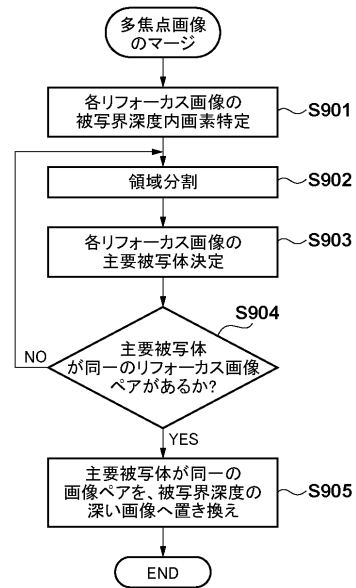 多焦点画像
のマージ
各リフォーカス画像の
被写界深度内画素特定
S901
領域分割
S902
各リフォーカス画像の
主要被写体決定
S903
S904
主要被写体
が同一のリフォーカス画像
ペアがあるか?
NO
YES
主要被写体が同一の
画像ペアを、被写界深度の
深い画像へ置き換え
S905
END